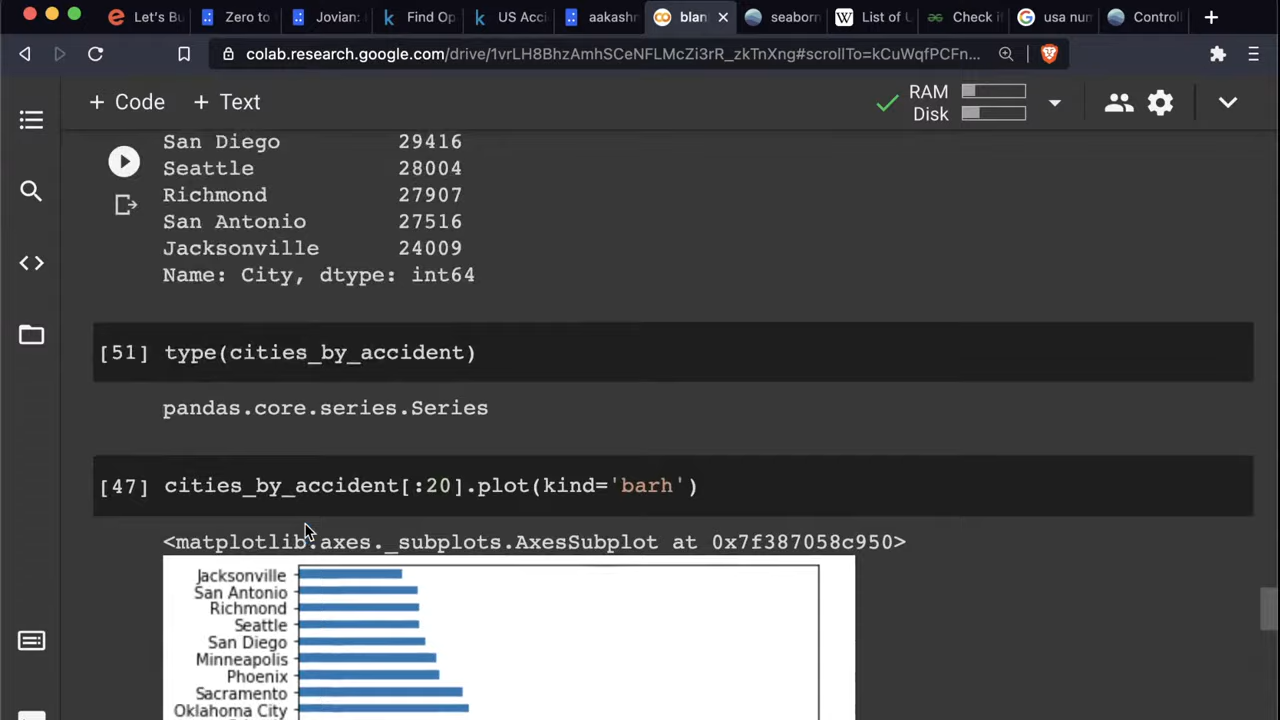 Let's Bu
Zero to
Jovian:
Find Op
US Acci
aakash
blan
seaborn
List of U
Check i
usa num
Controll
colab.research.google.com/drive/1vrLH8BhzAmhSCeNFLMcZi3rR_zkTnXng#scrollTo=kCuWqfPCFn...
+ Code + Text
RAM
Disk
San Diego 29416
Seattle 28004
Richmond 27907
San Antonio 27516
Jacksonville 24009
Name: City, dtype: int64
[51] type(cities_by_accident)
pandas.core.series.Series
[47] cities_by_accident[:20].plot(kind='barh')
<matplotlib.axes._subplots.AxesSubplot at 0x7f387058c950>
Jacksonville
San Antonio
Richmond
Seattle
San Diego
Minneapolis
Phoenix
Sacramento
Oklahoma City